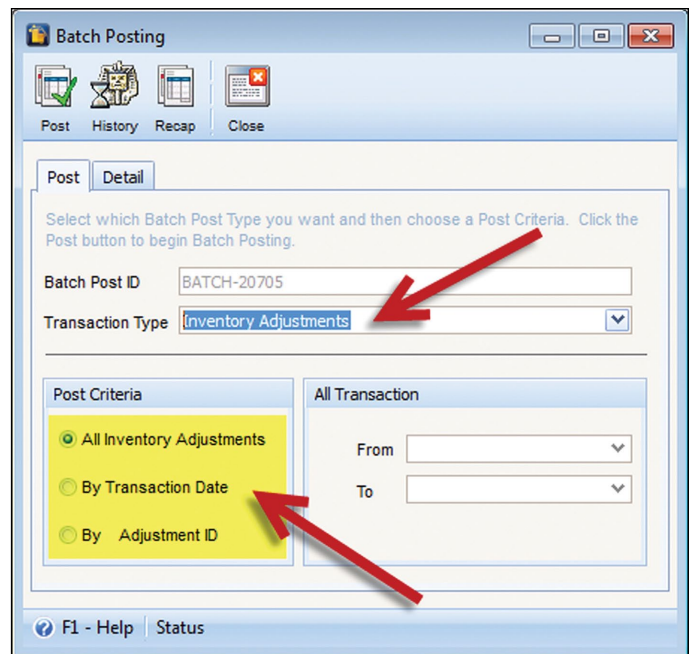 Batch Posting
Post History Recap Close
Post Detail
Select which Batch Post Type you want and then choose a Post Criteria. Click the
Post button to begin Batch Posting.
Batch Post ID BATCH-20705
Transaction Type Inventory Adjustments
Post Criteria All Transaction
All Inventory Adjustments
From
By Transaction Date
To
By Adjustment ID
F1 - Help Status